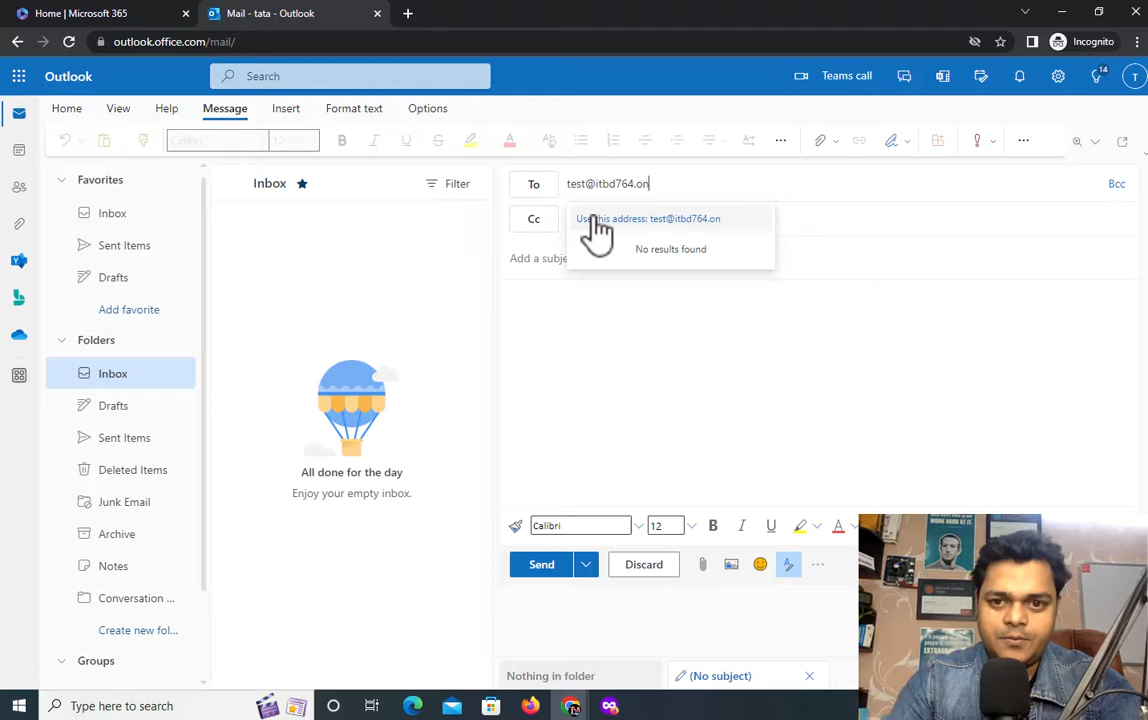 Home | Microsoft 365
Mail - tata - Outlook
outlook.office.com/mail/
Incognito
Outlook
Search
Teams call
14
T
Home
View
Help
Message
Insert
Format text
Options
Calibri
12
Favorites
Inbox
Sent Items
Drafts
Add favorite
Folders
Inbox
Drafts
Sent Items
Deleted Items
Junk Email
Archive
Notes
Conversation ...
Create new fol...
Groups
Inbox
Filter
All done for the day
Enjoy your empty inbox.
To
test@itbd764.on
Bcc
Cc
Use this address: test@itbd764.on
No results found
Add a subje
Calibri
12
Send
Discard
Nothing in folder
(No subject)
Type here to search